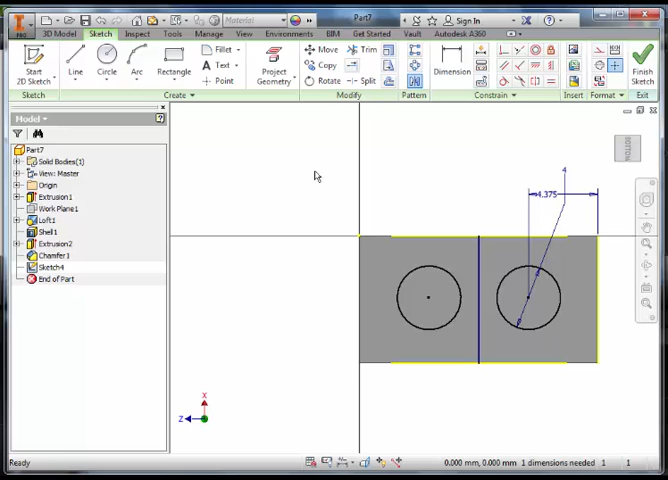 Material
Part7
Sign In
PRO
3D Model
Sketch
Inspect
Tools
Manage
View
Environments
BIM
Get Started
Vault
Autodesk A360
Start
2D Sketch
Line
Circle
Arc
Rectangle
Fillet
Text
Point
Project
Geometry
Move
Copy
Rotate
Trim
Split
Dimension
Finish
Sketch
Sketch
Create
Modify
Pattern
Constrain
Insert
Format
Exit
Model
Part7
Solid Bodies(1)
View: Master
Origin
Extrusion1
Work Plane1
Loft1
Shell1
Extrusion2
Chamfer1
Sketch4
End of Part
BOTTOM
4
4.375
X
Z
Ready
0.000 mm, 0.000 mm
1 dimensions needed
1
1